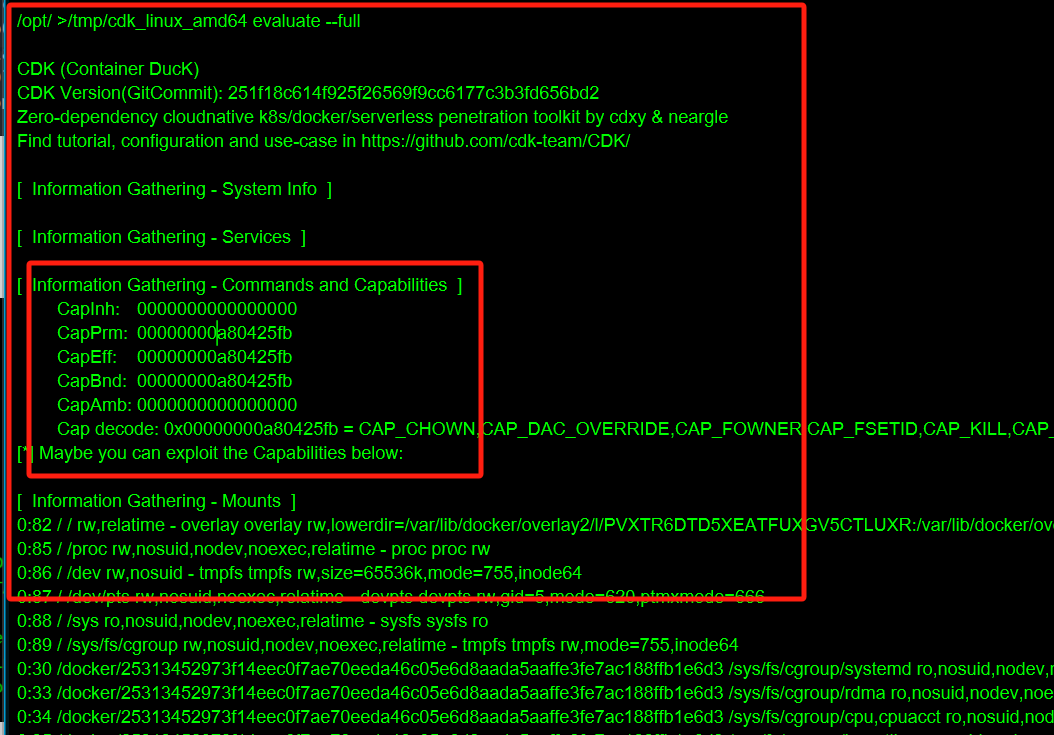 /opt/ >/tmp/cdk_linux_amd64 evaluate --full
CDK (Container DucK)
CDK Version(GitCommit): 251f18c614f925f26569f9cc6177c3b3fd656bd2
Zero-dependency cloudnative k8s/docker/serverless penetration toolkit by cdxy & neargle
Find tutorial, configuration and use-case in https://github.com/cdk-team/CDK/
[  Information Gathering - System Info  ]
[  Information Gathering - Services  ]
[  Information Gathering - Commands and Capabilities  ]
CapInh: 0000000000000000
CapPrm: 00000000a80425fb
CapEff: 00000000a80425fb
CapBnd: 00000000a80425fb
CapAmb: 0000000000000000
Cap decode: 0x00000000a80425fb = CAP_CHOWN,CAP_DAC_OVERRIDE,CAP_FOWNER,CAP_FSETID,CAP_KILL,CAP_
[*] Maybe you can exploit the Capabilities below:
[  Information Gathering - Mounts  ]
0:82 / / rw,relatime - overlay overlay rw,lowerdir=/var/lib/docker/overlay2/l/PVXTR6DTD5XEATFUXGV5CTLUXR:/var/lib/docker/ov
0:85 / /proc rw,nosuid,nodev,noexec,relatime - proc proc rw
0:86 / /dev rw,nosuid - tmpfs tmpfs rw,size=65536k,mode=755,inode64
0:87 / /dev/pts rw,nosuid,noexec,relatime - devpts devpts rw,gid=5,mode=620,ptmxmode=666
0:88 / /sys ro,nosuid,nodev,noexec,relatime - sysfs sysfs ro
0:89 / /sys/fs/cgroup rw,nosuid,nodev,noexec,relatime - tmpfs tmpfs rw,mode=755,inode64
0:30 /docker/25313452973f14eec0f7ae70eeda46c05e6d8aada5aaffe3fe7ac188ffb1e6d3 /sys/fs/cgroup/systemd ro,nosuid,nodev,
0:33 /docker/25313452973f14eec0f7ae70eeda46c05e6d8aada5aaffe3fe7ac188ffb1e6d3 /sys/fs/cgroup/rdma ro,nosuid,nodev,noe
0:34 /docker/25313452973f14eec0f7ae70eeda46c05e6d8aada5aaffe3fe7ac188ffb1e6d3 /sys/fs/cgroup/cpu,cpuacct ro,nosuid,nod